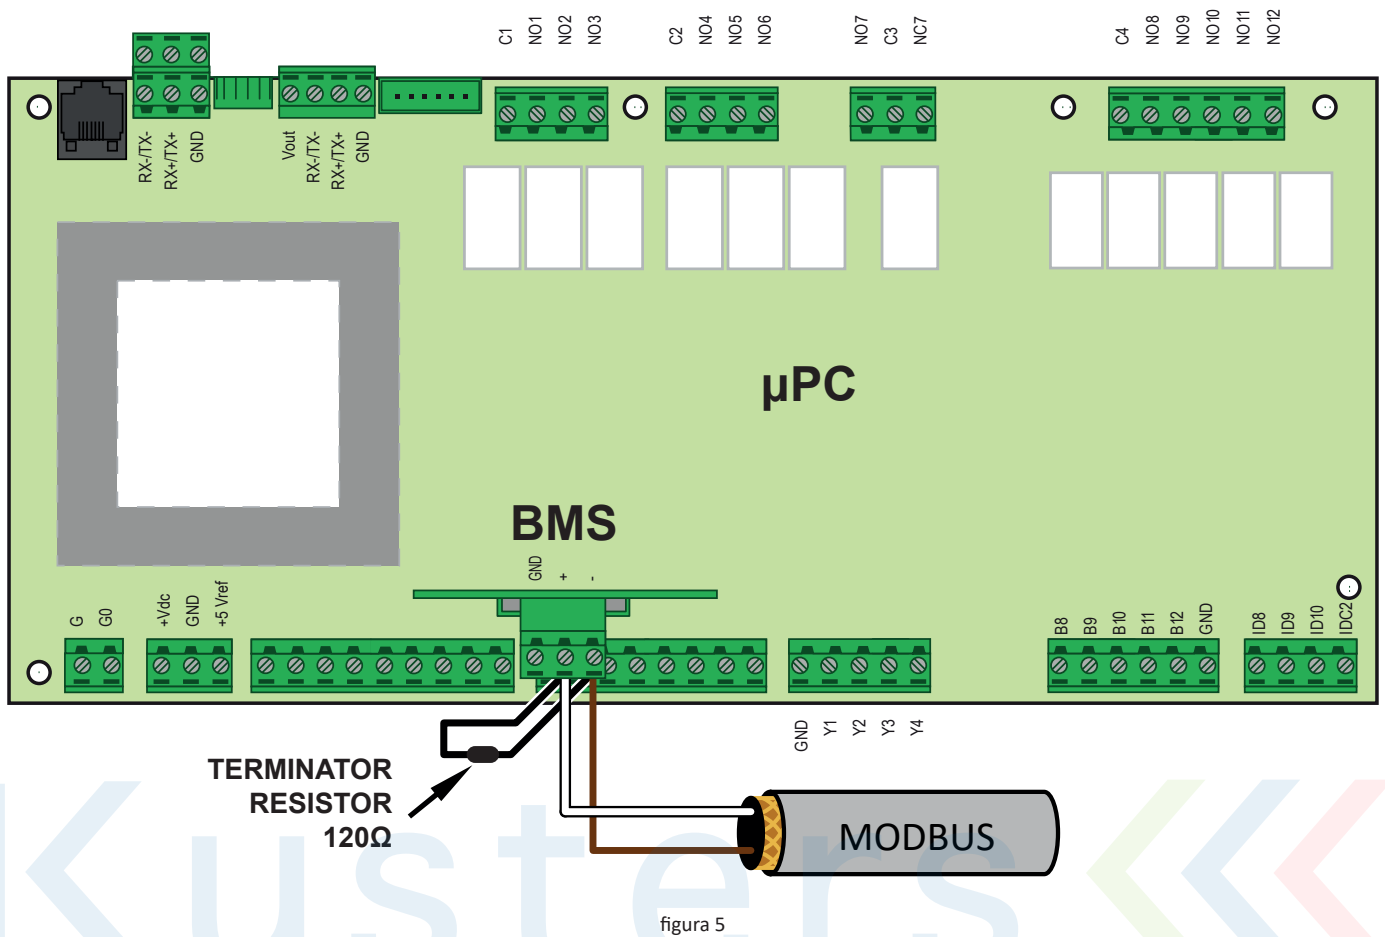 C1 NO1 NO2 NO3 C2 NO4 NO5 NO6 NO7 C3 NC7 C4 NO8 NO9 NO10 NO11 NO12
RX-/TX- RX+/TX+ GND Vout RX-/TX- RX+/TX+ GND
µPC
BMS
GND + -
G G0 +Vdc GND +5 Vref B8 B9 B10 B11 B12 GND ID8 ID9 ID10 IDC2
GND Y1 Y2 Y3 Y4
TERMINATOR
RESISTOR
120Ω
MODBUS
Kusters
figura 5